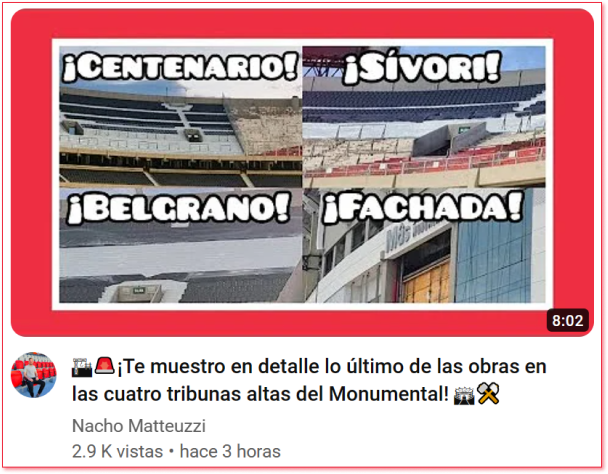 ¡CENTENARIO!
¡SÍVORI!
¡BELGRANO!
¡FACHADA!
Más
8:02
¡Te muestro en detalle lo último de las obras en
las cuatro tribunas altas del Monumental!
Nacho Matteuzzi
2.9 K vistas • hace 3 horas